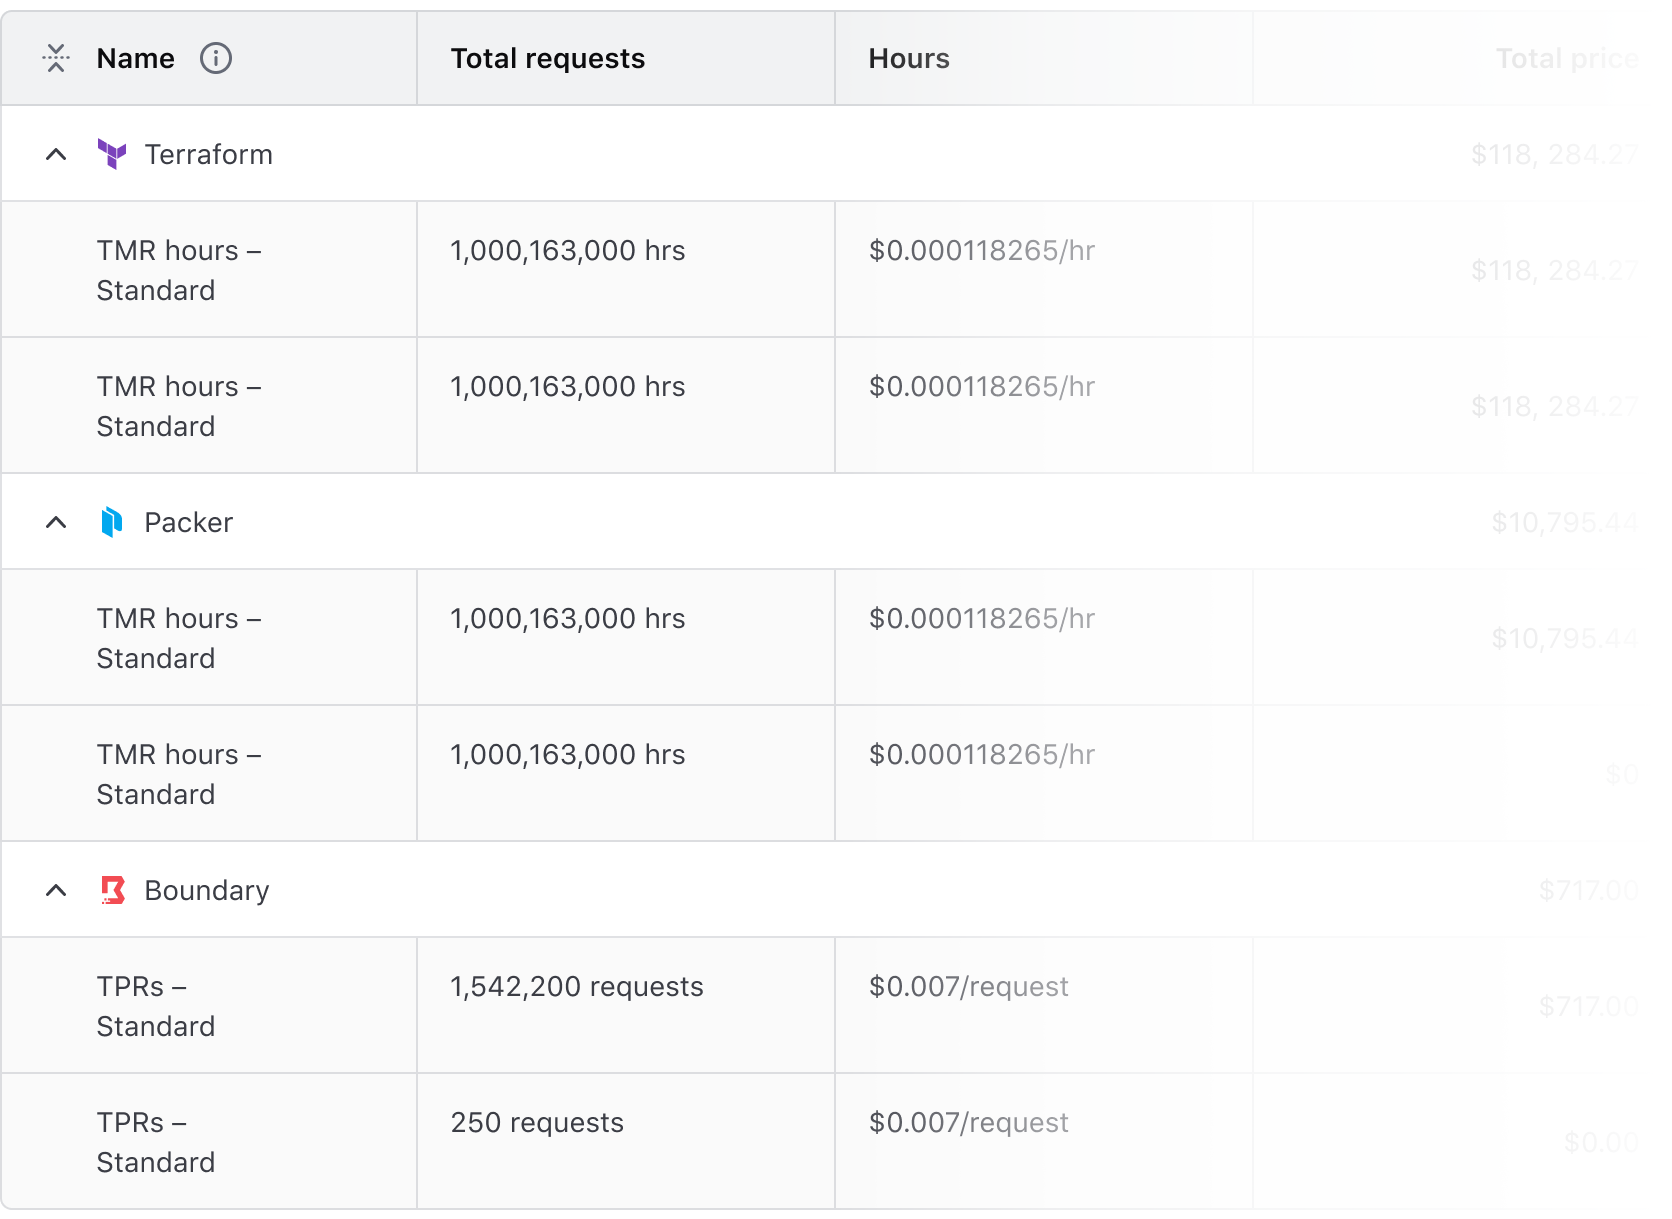 Name Total requests Hours Total price
Terraform $118, 284.27
TMR hours – 1,000,163,000 hrs $0.000118265/hr $118, 284.27
Standard
TMR hours – 1,000,163,000 hrs $0.000118265/hr $118, 284.27
Standard
Packer $10,795.44
TMR hours – 1,000,163,000 hrs $0.000118265/hr $10,795.44
Standard
TMR hours – 1,000,163,000 hrs $0.000118265/hr $0
Standard
Boundary $717.00
TPRs – 1,542,200 requests $0.007/request $717.00
Standard
TPRs – 250 requests $0.007/request $0.00
Standard